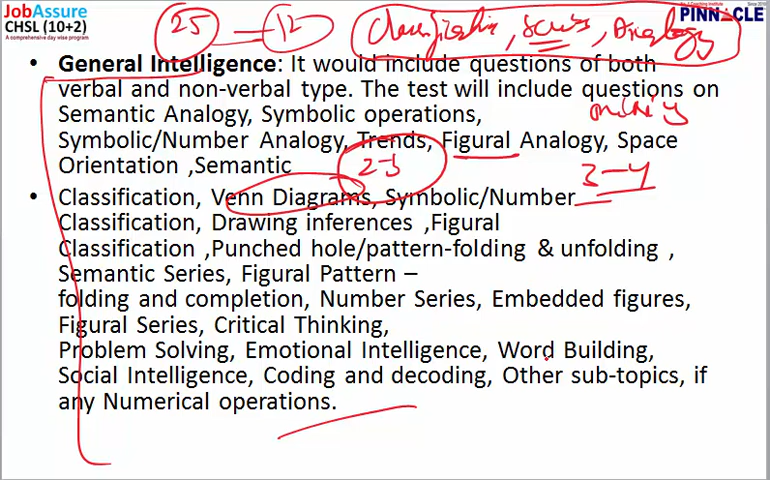 JobAssure
CHSL (10+2)
A comprehensive day wise program
25 — 12
Classification, Series, Analogy
PINNACLE
• General Intelligence: It would include questions of both
verbal and non-verbal type. The test will include questions on
Semantic Analogy, Symbolic operations,
Symbolic/Number Analogy, Trends, Figural Analogy, Space
Orientation ,Semantic
2-3
3-4
• Classification, Venn Diagrams, Symbolic/Number
Classification, Drawing inferences ,Figural
Classification ,Punched hole/pattern-folding & unfolding ,
Semantic Series, Figural Pattern –
folding and completion, Number Series, Embedded figures,
Figural Series, Critical Thinking,
Problem Solving, Emotional Intelligence, Word Building,
Social Intelligence, Coding and decoding, Other sub-topics, if
any Numerical operations.